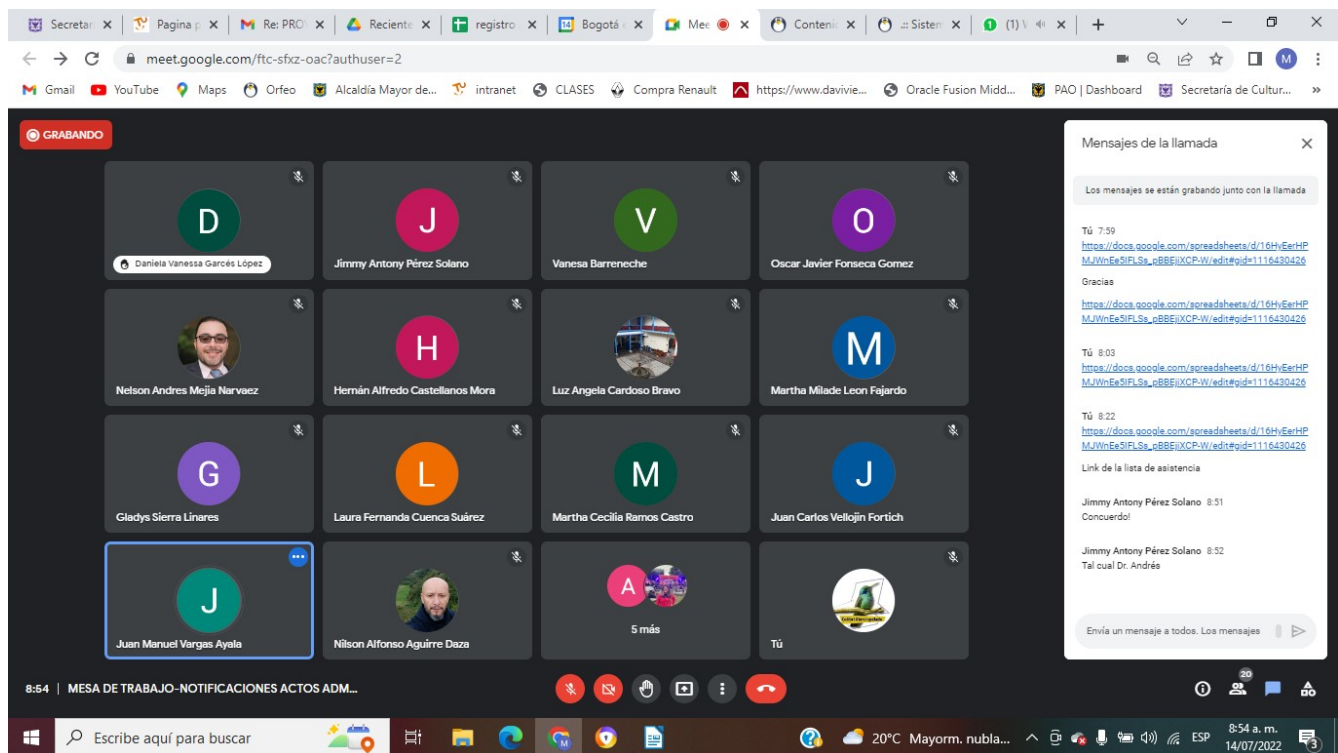 Secretari
Pagina p
Re: PRO
Reciente
registro
Bogotá
Mee
Conteni
.:: Sistem
(1)
meet.google.com/ftc-sfxz-oac?authuser=2
M
Gmail
YouTube
Maps
Orfeo
Alcaldía Mayor de...
intranet
CLASES
Compra Renault
https://www.davivie...
Oracle Fusion Midd...
PAO | Dashboard
Secretaría de Cultur...
»
GRABANDO
D
Daniela Vanessa Garcés López
J
Jimmy Antony Pérez Solano
V
Vanesa Barreneche
O
Oscar Javier Fonseca Gomez
Nelson Andres Mejia Narvaez
H
Hernán Alfredo Castellanos Mora
Luz Angela Cardoso Bravo
M
Martha Milade Leon Fajardo
G
Gladys Sierra Linares
L
Laura Fernanda Cuenca Suárez
M
Martha Cecilia Ramos Castro
J
Juan Carlos Vellojin Fortich
J
Juan Manuel Vargas Ayala
Nilson Alfonso Aguirre Daza
A
5 más
Tú
Mensajes de la llamada
Los mensajes se están grabando junto con la llamada
Tú 7:59
https://docs.google.com/spreadsheets/d/16HyEerHP
MJWnEe5IFLSs_pBBEjiXCP-W/edit#gid=1116430426
Gracias
https://docs.google.com/spreadsheets/d/16HyEerHP
MJWnEe5IFLSs_pBBEjiXCP-W/edit#gid=1116430426
Tú 8:03
https://docs.google.com/spreadsheets/d/16HyEerHP
MJWnEe5IFLSs_pBBEjiXCP-W/edit#gid=1116430426
Tú 8:22
https://docs.google.com/spreadsheets/d/16HyEerHP
MJWnEe5IFLSs_pBBEjiXCP-W/edit#gid=1116430426
Link de la lista de asistencia
Jimmy Antony Pérez Solano 8:51
Concuerdo!
Jimmy Antony Pérez Solano 8:52
Tal cual Dr. Andrés
Envía un mensaje a todos. Los mensajes
8:54 | MESA DE TRABAJO-NOTIFICACIONES ACTOS ADM...
20
Escribe aquí para buscar
20°C Mayorm. nubla...
ESP
8:54 a. m.
14/07/2022
3